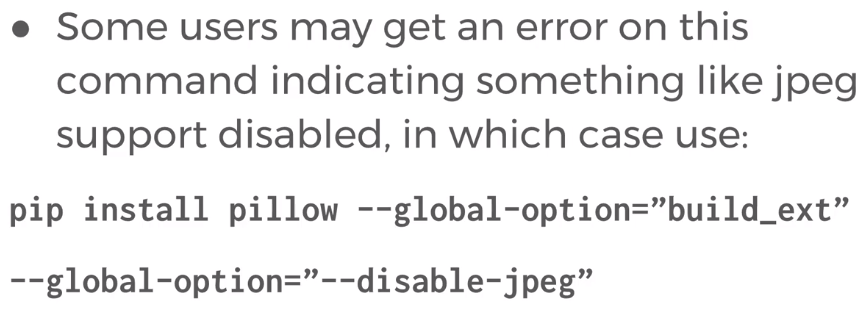 ● Some users may get an error on this
command indicating something like jpeg
support disabled, in which case use:
pip install pillow --global-option=”build_ext”
--global-option=”--disable-jpeg”